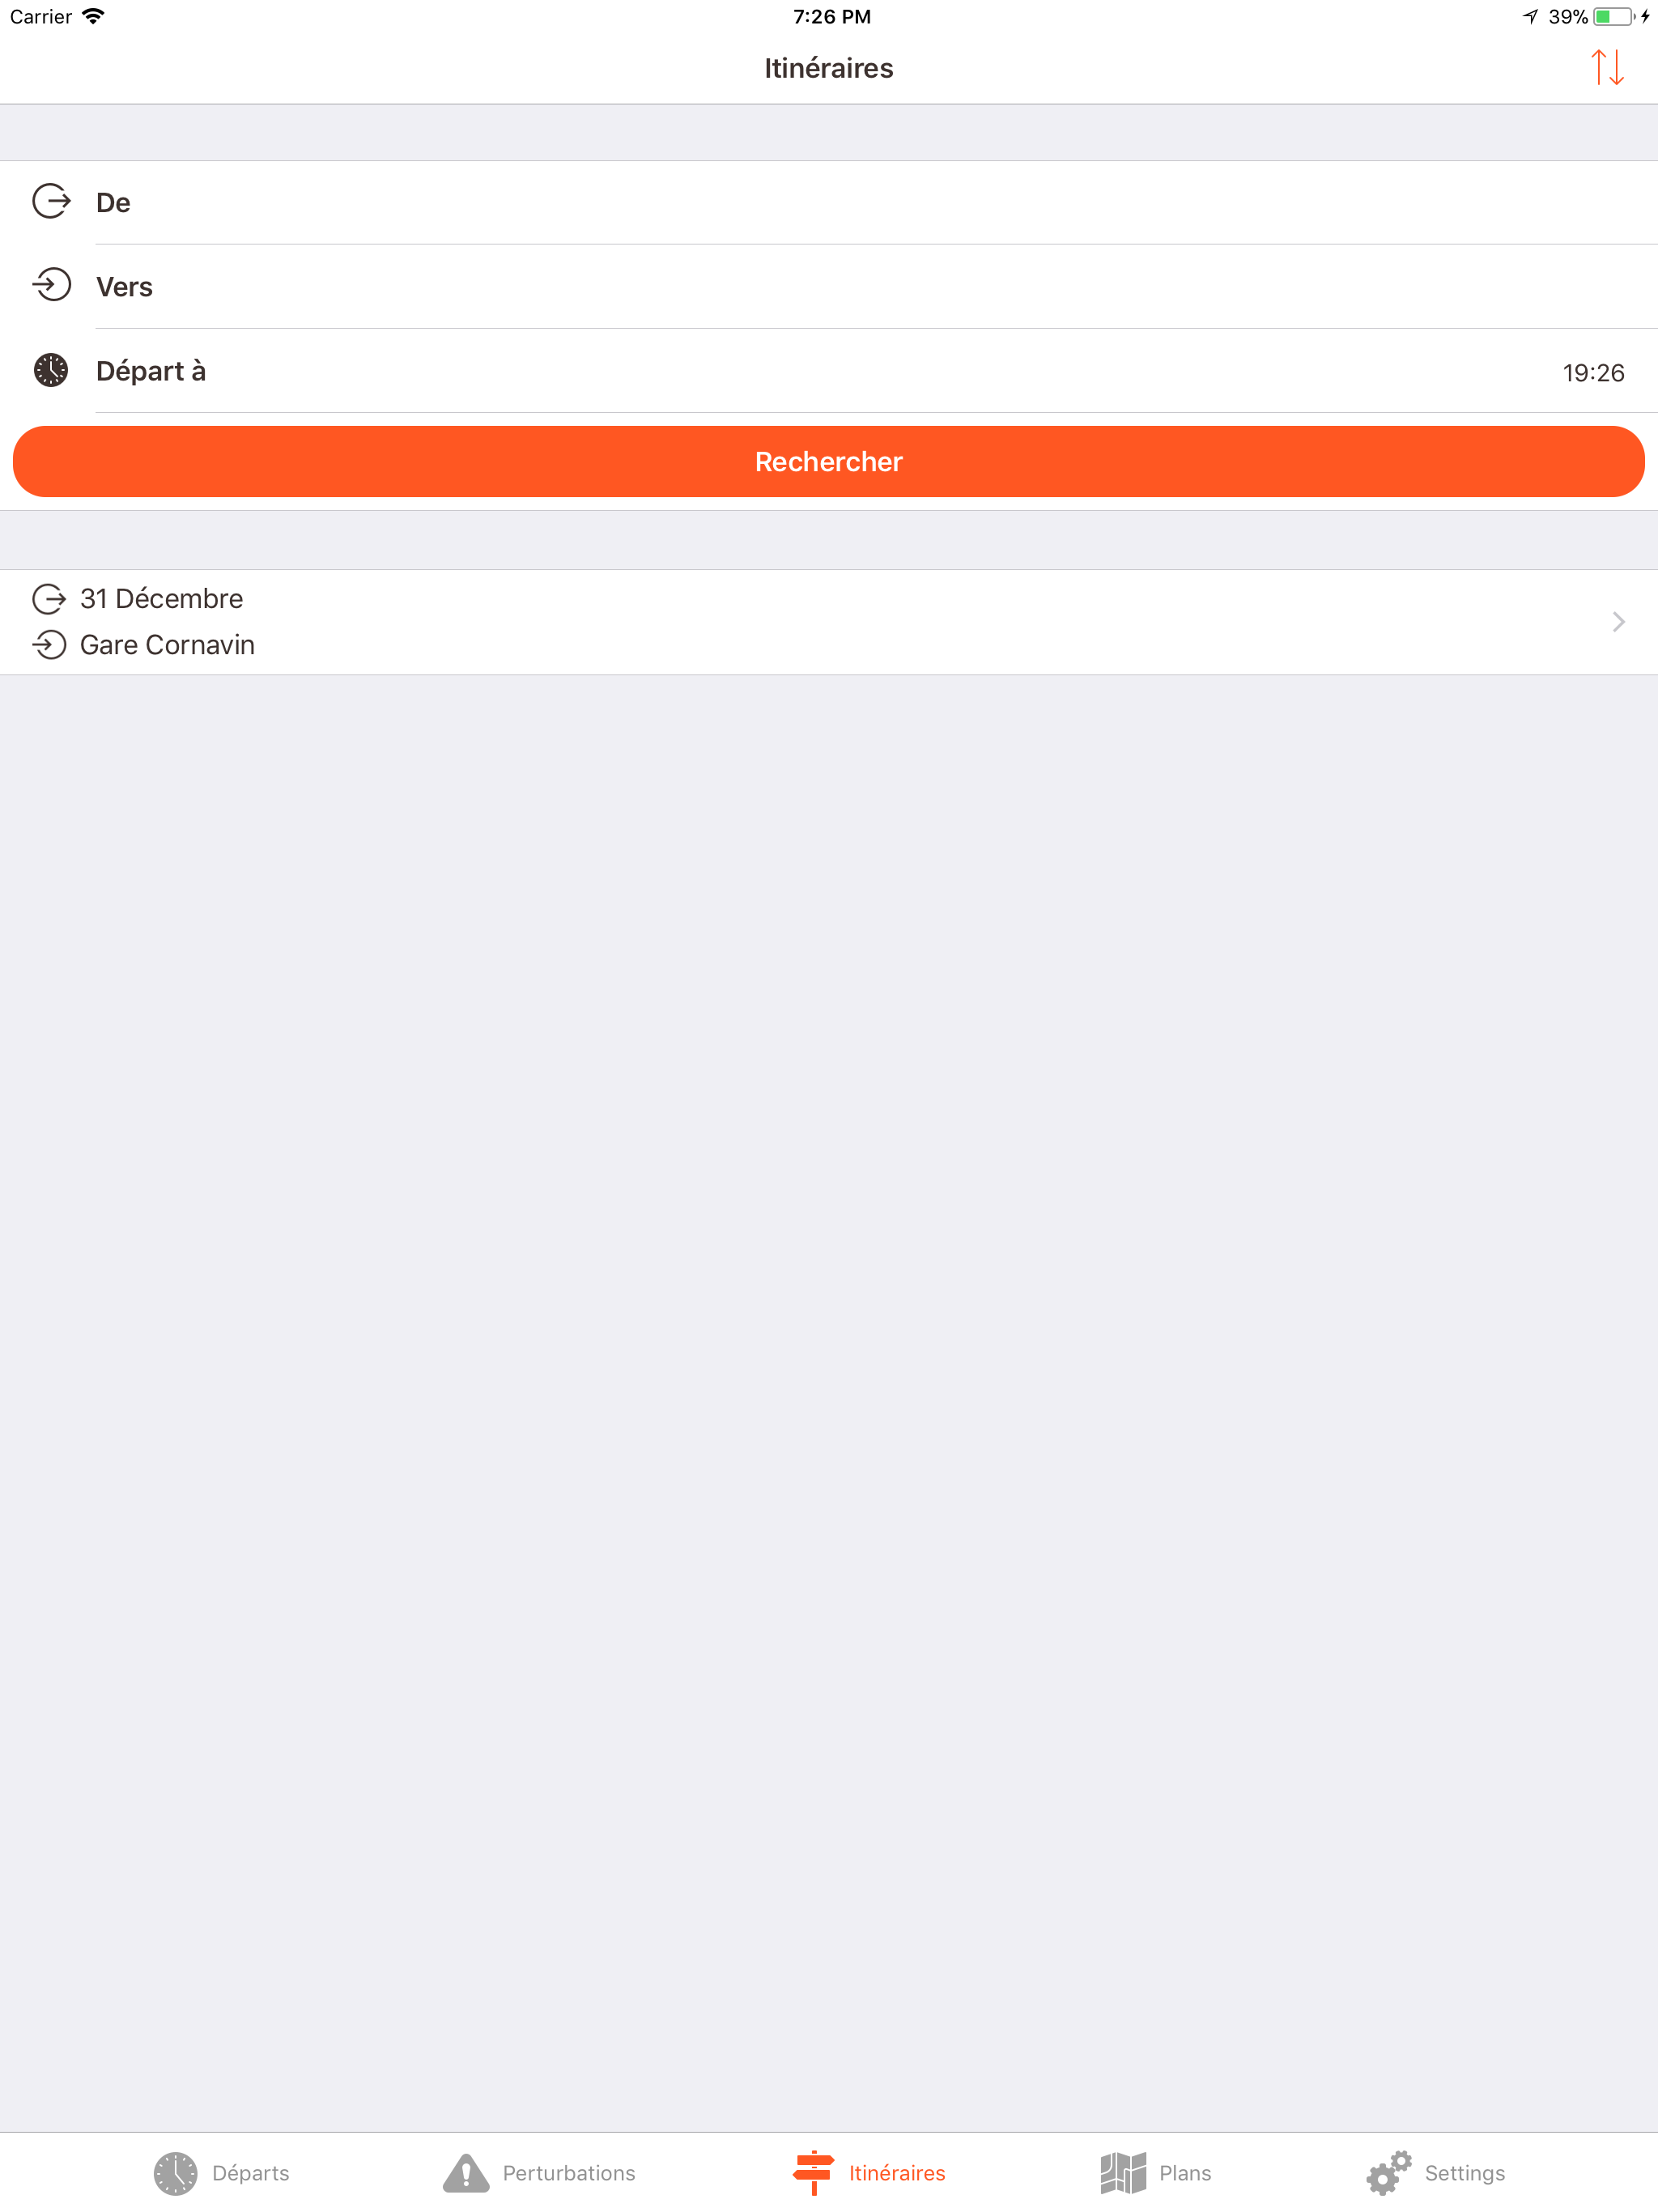 Carrier 7:26 PM 39%
Itinéraires
De
Vers
Départ à 19:26
Rechercher
31 Décembre
Gare Cornavin
Départs Perturbations Itinéraires Plans Settings